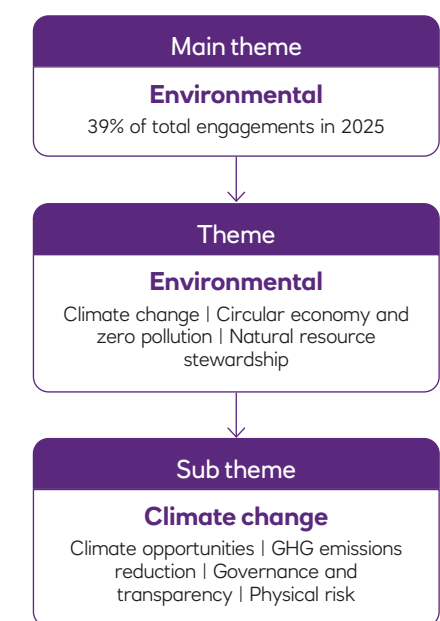 Main theme
Environmental
39% of total engagements in 2025
Theme
Environmental
Climate change | Circular economy and
zero pollution | Natural resource
stewardship
Sub theme
Climate change
Climate opportunities | GHG emissions
reduction | Governance and
transparency | Physical risk